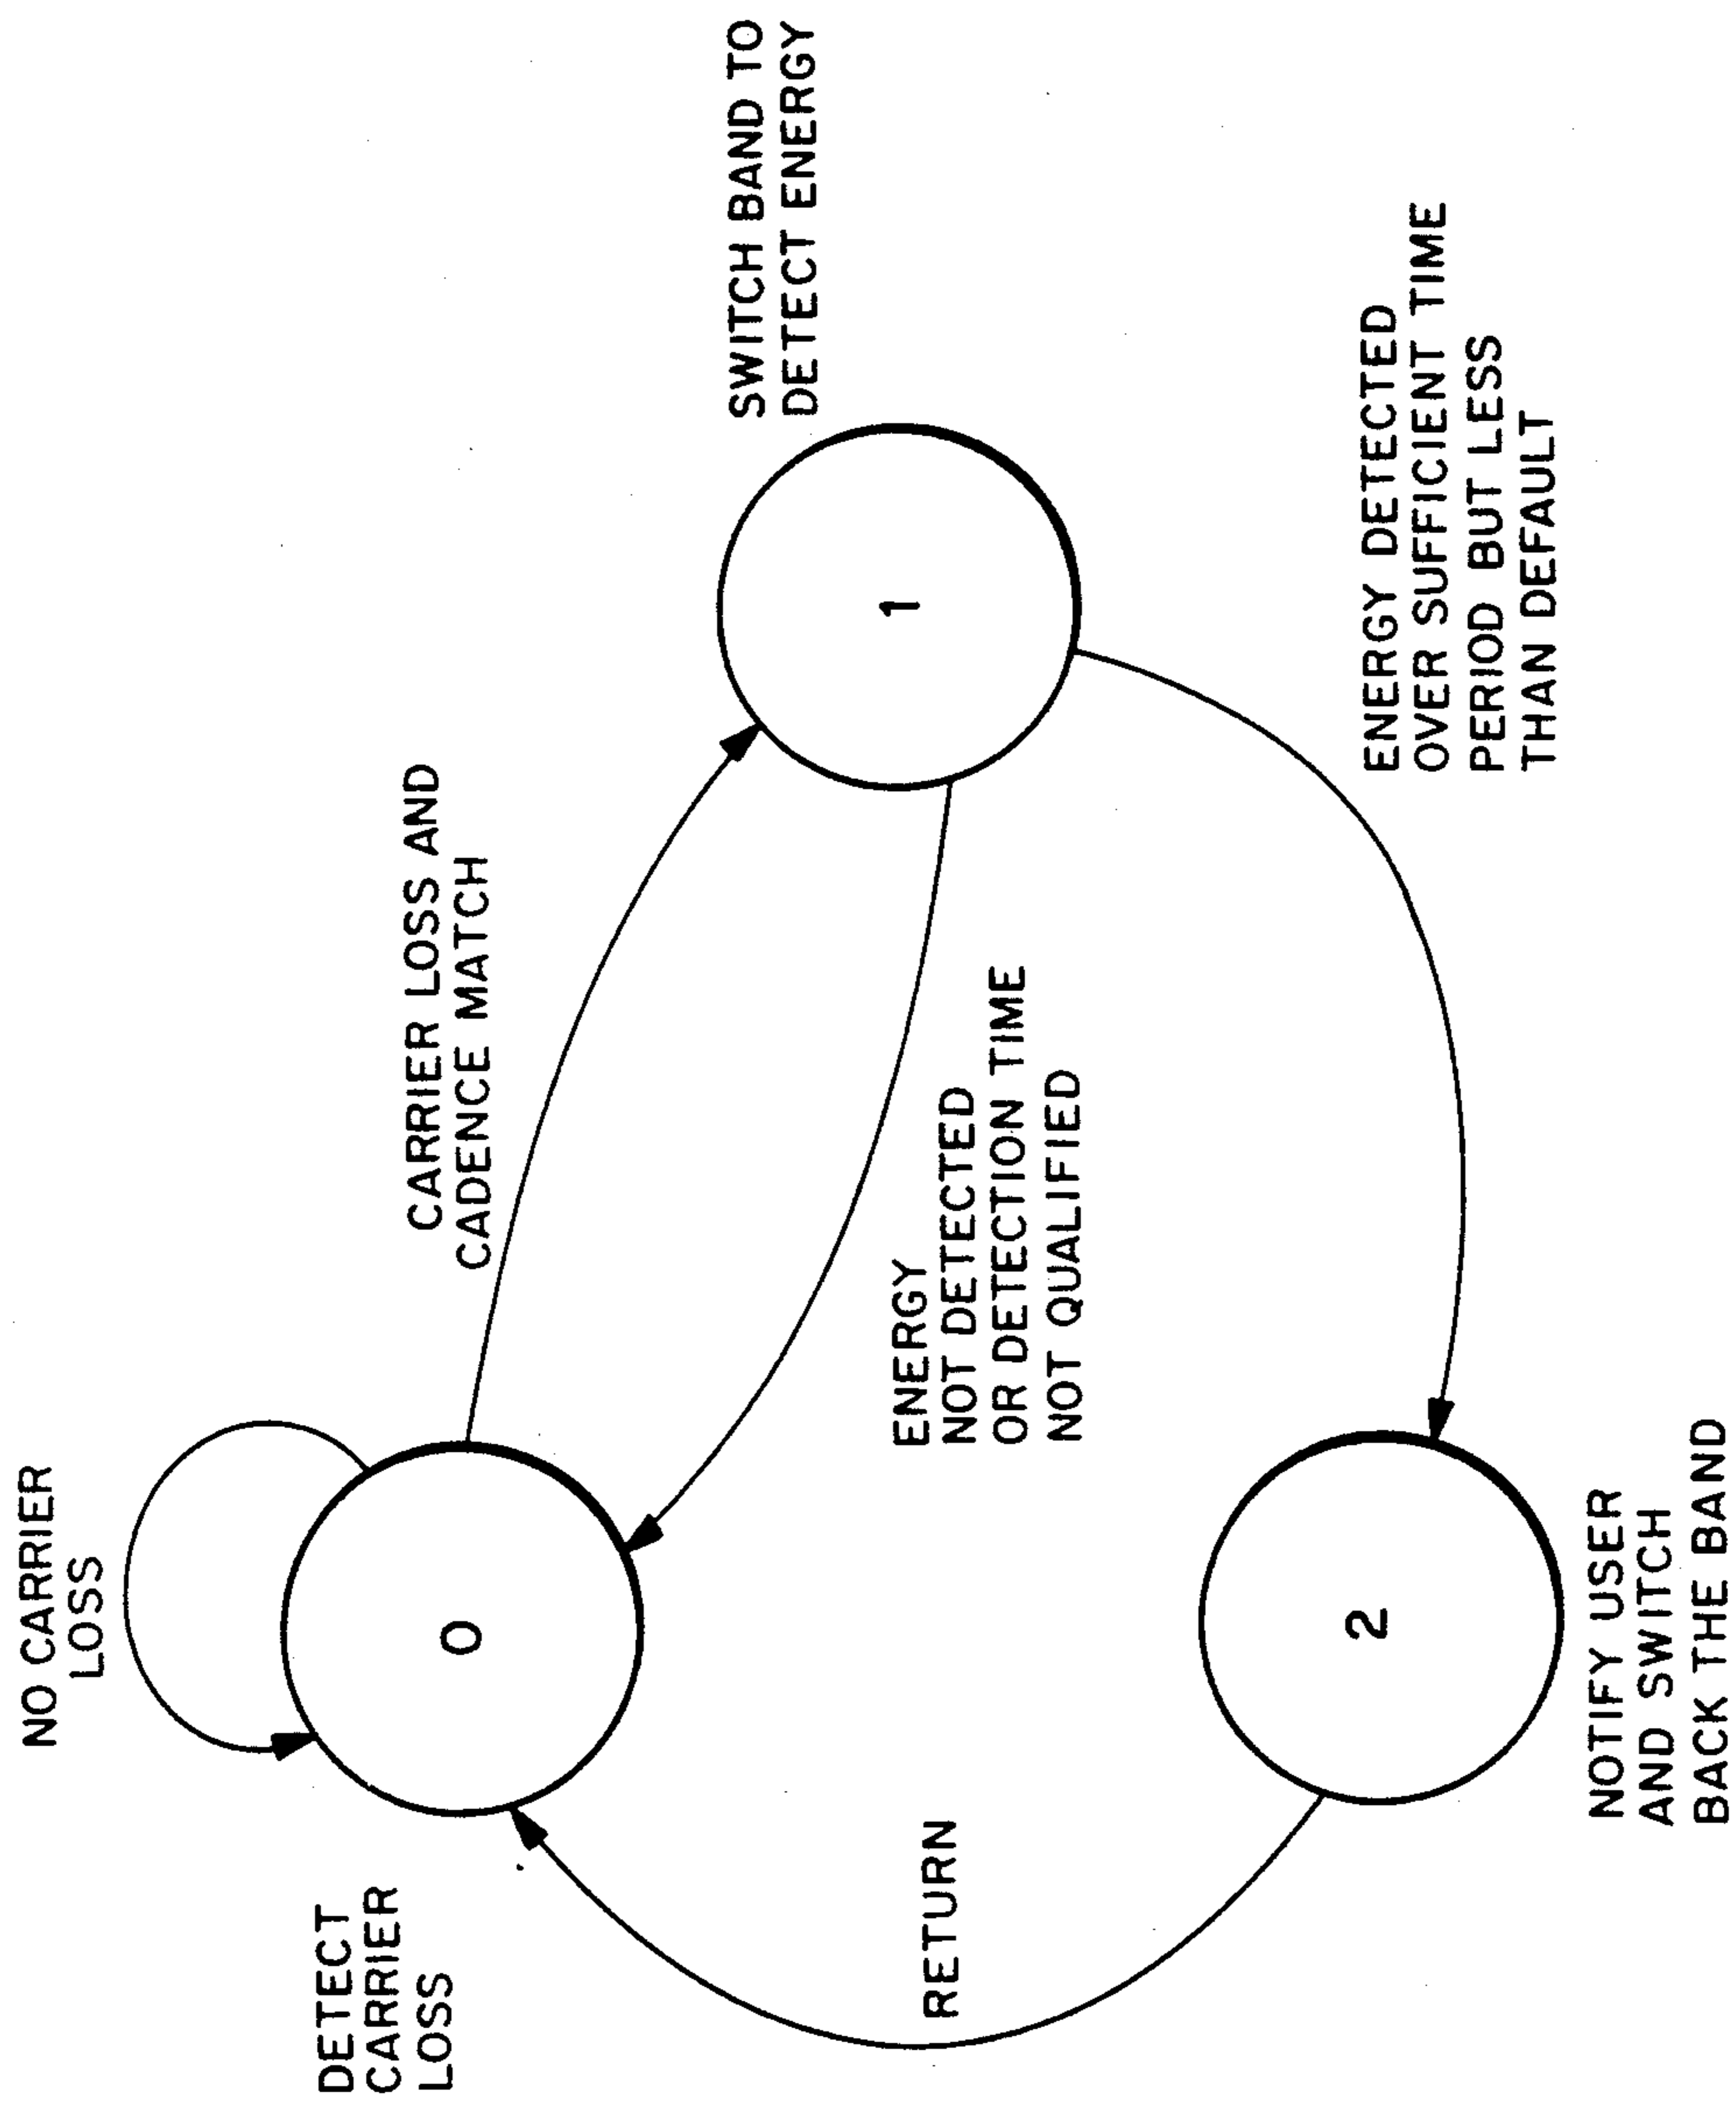 NO CARRIER
LOSS
DETECT
CARRIER
LOSS
0
CARRIER LOSS AND
CADENCE MATCH
SWITCH BAND TO
DETECT ENERGY
1
ENERGY
NOT DETECTED
OR DETECTION TIME
NOT QUALIFIED
RETURN
ENERGY DETECTED
OVER SUFFICIENT TIME
PERIOD BUT LESS
THAN DEFAULT
2
NOTIFY USER
AND SWITCH
BACK THE BAND